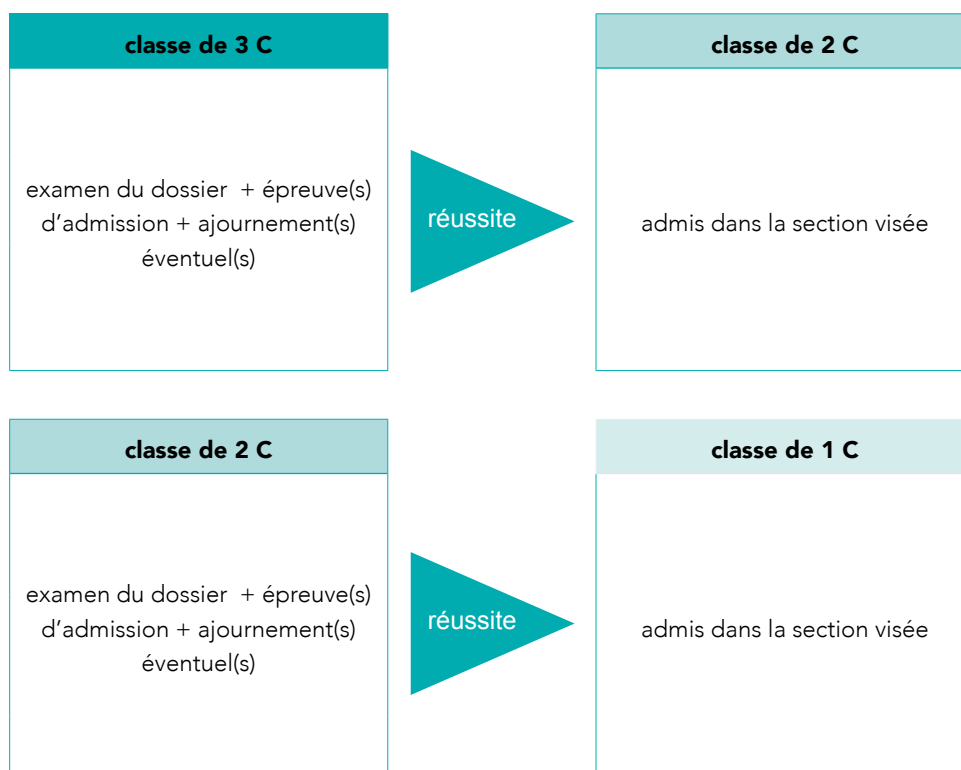 classe de 3 C
examen du dossier + épreuve(s)
d'admission + ajournement(s)
éventuel(s)
réussite
classe de 2 C
admis dans la section visée
classe de 2 C
examen du dossier + épreuve(s)
d'admission + ajournement(s)
éventuel(s)
réussite
classe de 1 C
admis dans la section visée